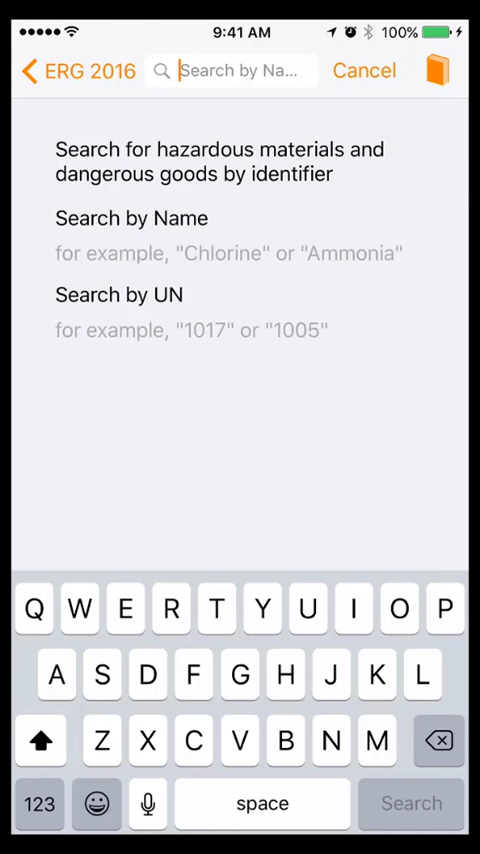 9:41 AM 100%
ERG 2016 Search by Na... Cancel
Search for hazardous materials and
dangerous goods by identifier
Search by Name
for example, "Chlorine" or "Ammonia"
Search by UN
for example, "1017" or "1005"
Q W E R T Y U I O P
A S D F G H J K L
Z X C V B N M
123 space Search